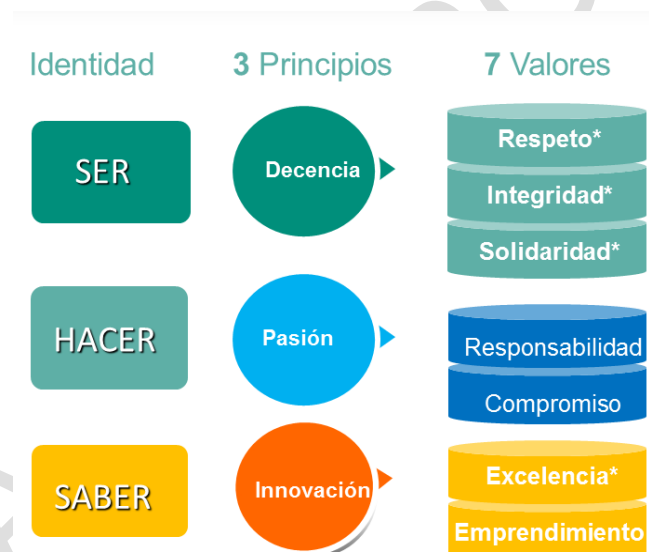 Identidad
3 Principios
7 Valores
SER
Decencia
Respeto*
Integridad*
Solidaridad*
HACER
Pasión
Responsabilidad
Compromiso
SABER
Innovación
Excelencia*
Emprendimiento